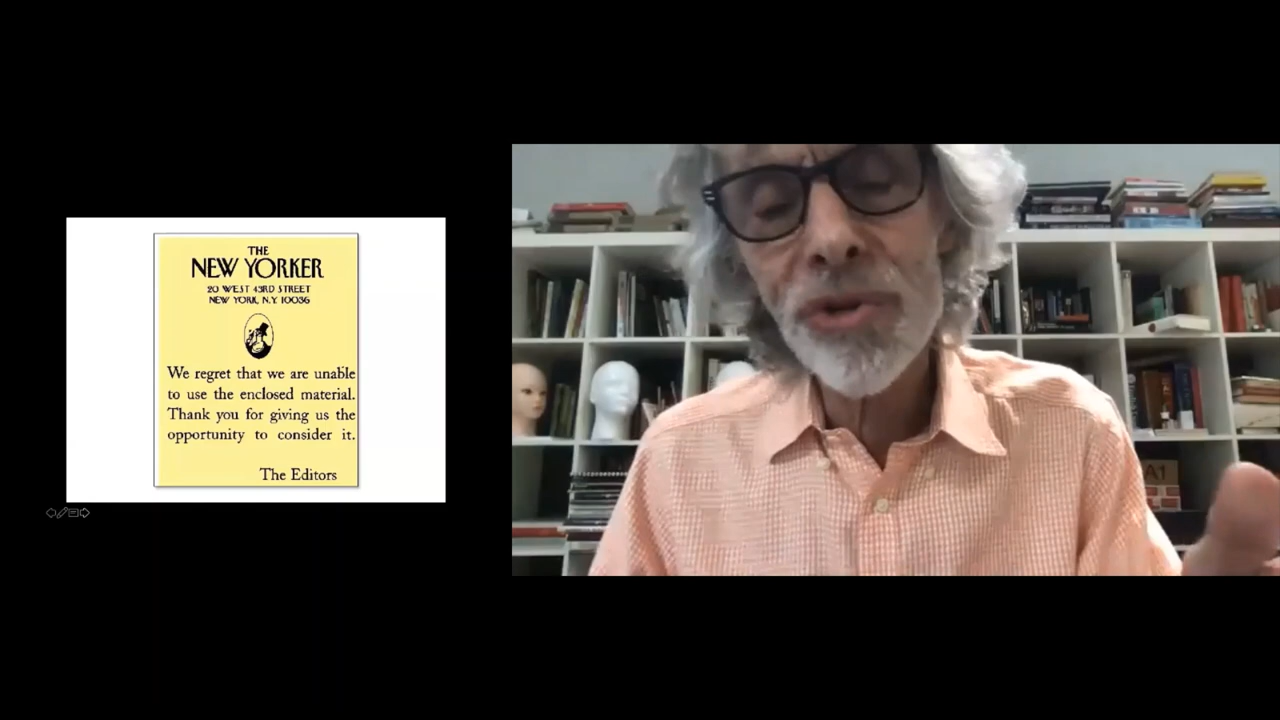 THE
NEW YORKER
20 WEST 43RD STREET
NEW YORK, N.Y. 10036
We regret that we are unable
to use the enclosed material.
Thank you for giving us the
opportunity to consider it.
The Editors
A1